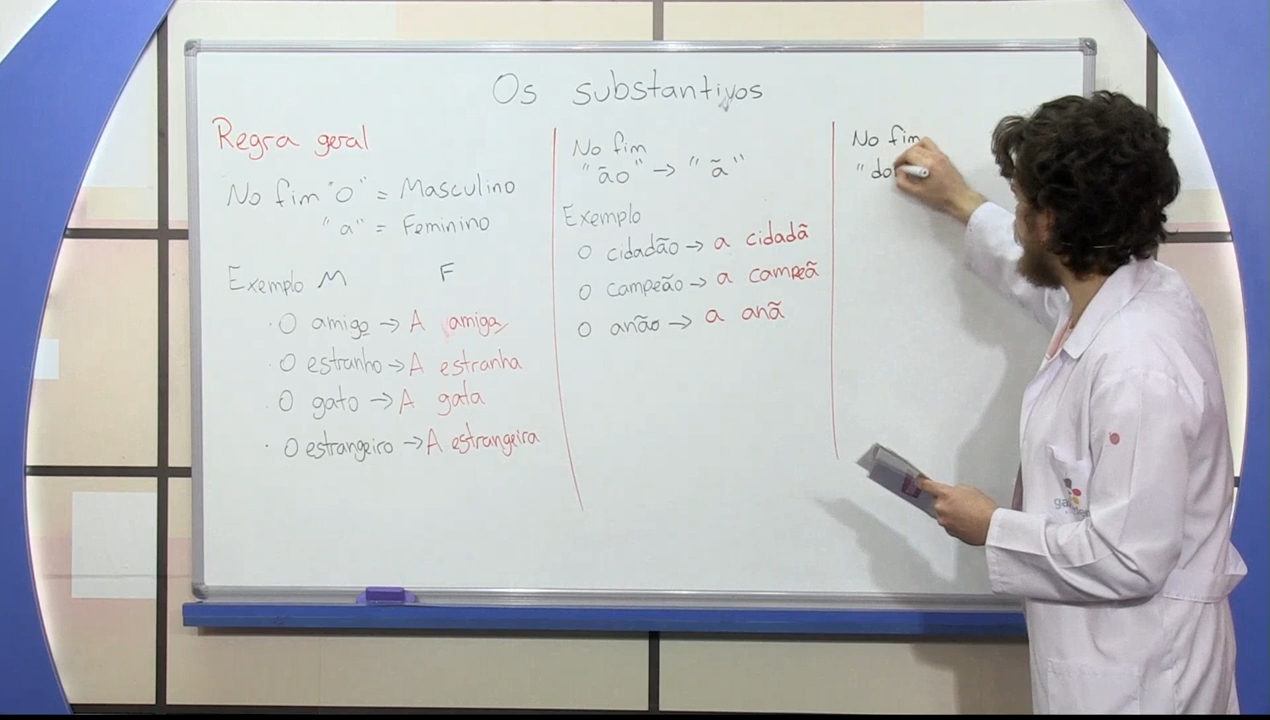 Os substantivos
Regra geral
No fim "o" = Masculino
"a" = Feminino
Exemplo M F
· O amigo → A amiga
· O estranho → A estranha
· O gato → A gata
· O estrangeiro → A estrangeira
No fim
"ão" → "ã"
Exemplo
O cidadão → a cidadã
O campeão → a campeã
O anão → a anã
No fim
"do